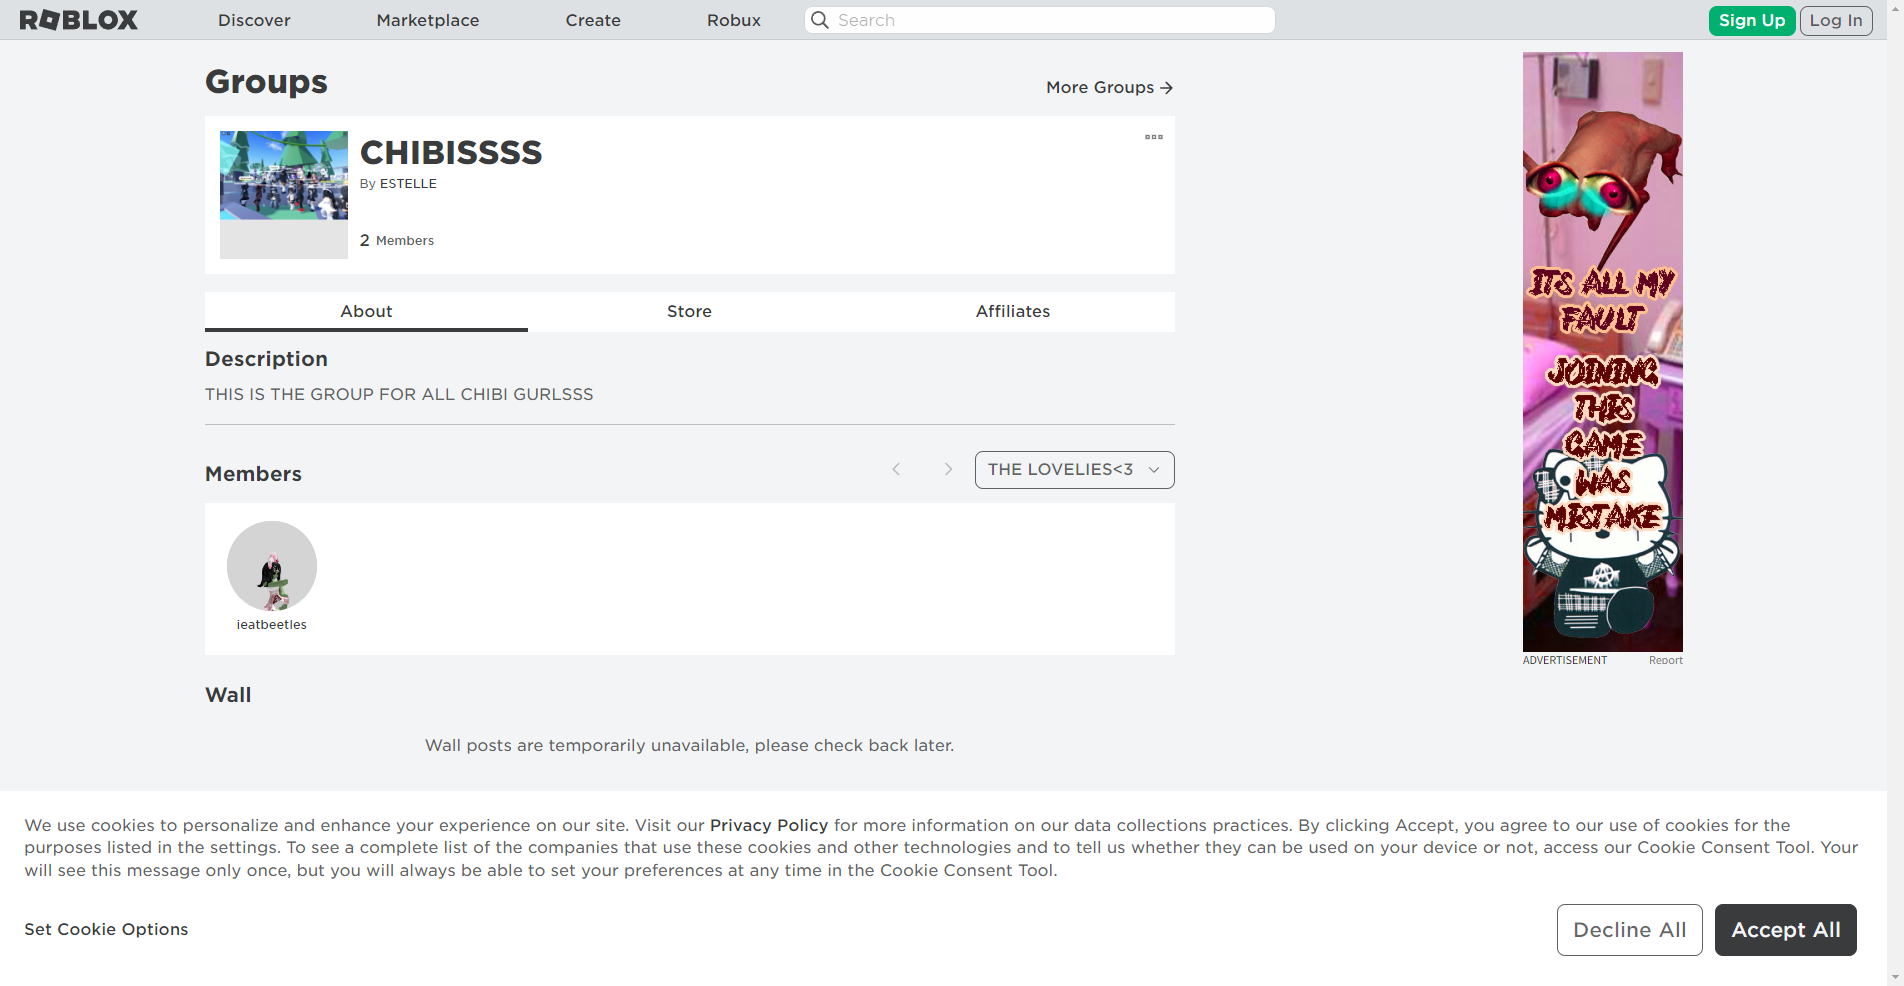 ROBLOX
Discover
Marketplace
Create
Robux
Search
Sign Up
Log In
Groups
More Groups
CHIBISSSS
By ESTELLE
2 Members
About
Store
Affiliates
Description
THIS IS THE GROUP FOR ALL CHIBI GURLSSS
Members
THE LOVELIES<3
ieatbeetles
Wall
Wall posts are temporarily unavailable, please check back later.
ITS ALL MY
FAULT
JOINING
THIS
GAME
WAS
MISTAKE
ADVERTISEMENT
Report
We use cookies to personalize and enhance your experience on our site. Visit our Privacy Policy for more information on our data collections practices. By clicking Accept, you agree to our use of cookies for the
purposes listed in the settings. To see a complete list of the companies that use these cookies and other technologies and to tell us whether they can be used on your device or not, access our Cookie Consent Tool. Your
will see this message only once, but you will always be able to set your preferences at any time in the Cookie Consent Tool.
Set Cookie Options
Decline All
Accept All